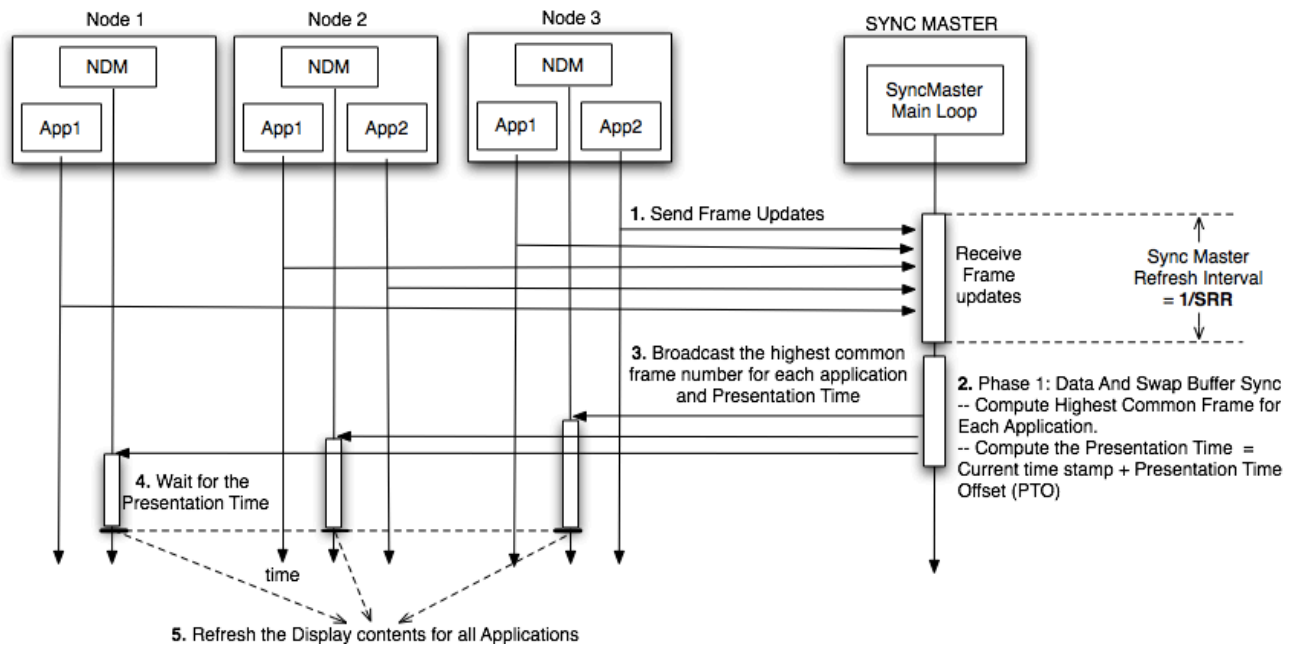 Node 1
Node 2
Node 3
SYNC MASTER
NDM
NDM
NDM
App1
App1
App2
App1
App2
SyncMaster
Main Loop
1. Send Frame Updates
Receive
Frame
updates
Sync Master
Refresh Interval
= 1/SRR
3. Broadcast the highest common
frame number for each application
and Presentation Time
2. Phase 1: Data And Swap Buffer Sync
-- Compute Highest Common Frame for
Each Application.
-- Compute the Presentation Time =
Current time stamp + Presentation Time
Offset (PTO)
4. Wait for the
Presentation Time
time
5. Refresh the Display contents for all Applications